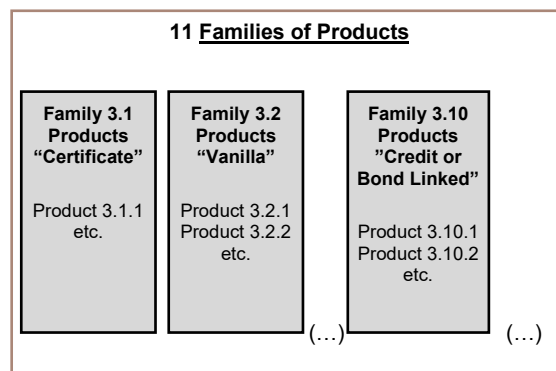 11 Families of Products
Family 3.1
Products
“Certificate”
Product 3.1.1
etc.
Family 3.2
Products
“Vanilla”
Product 3.2.1
Product 3.2.2
etc.
(…)
Family 3.10
Products
”Credit or
Bond Linked”
Product 3.10.1
Product 3.10.2
etc.
(…)